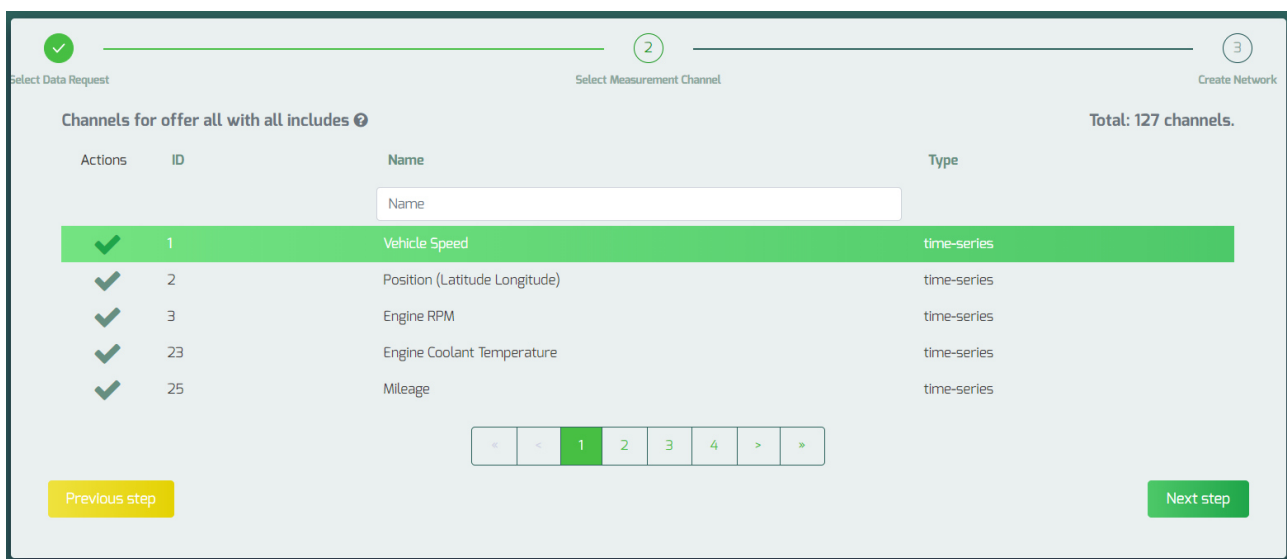 2
3
Select Data Request
Select Measurement Channel
Create Network
Channels for offer all with all includes ?
Total: 127 channels.
Actions ID Name Type
Name
1 Vehicle Speed time-series
2 Position (Latitude Longitude) time-series
3 Engine RPM time-series
23 Engine Coolant Temperature time-series
25 Mileage time-series
« < 1 2 3 4 > »
Previous step
Next step